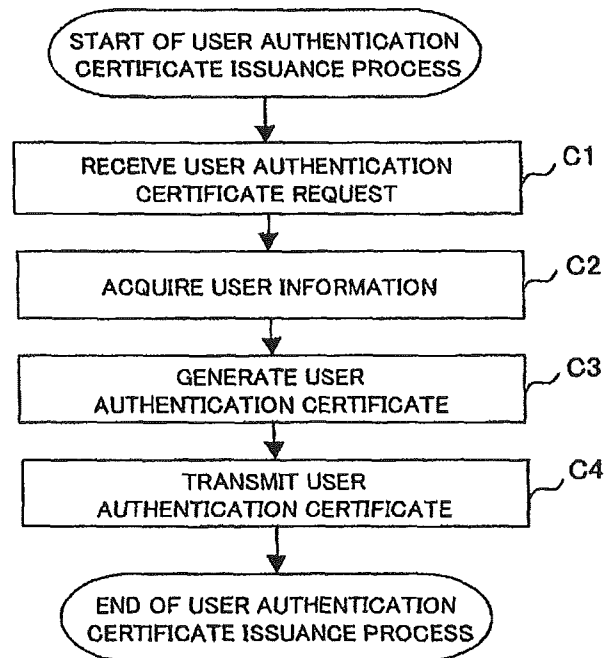 START OF USER AUTHENTICATION
CERTIFICATE ISSUANCE PROCESS
RECEIVE USER AUTHENTICATION
CERTIFICATE REQUEST
C1
ACQUIRE USER INFORMATION
C2
GENERATE USER
AUTHENTICATION CERTIFICATE
C3
TRANSMIT USER
AUTHENTICATION CERTIFICATE
C4
END OF USER AUTHENTICATION
CERTIFICATE ISSUANCE PROCESS